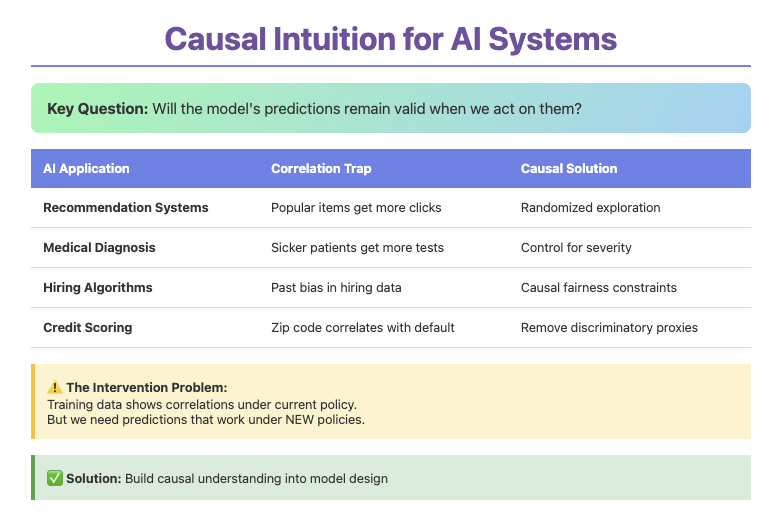 Causal Intuition for AI Systems
Key Question: Will the model's predictions remain valid when we act on them?
AI Application Correlation Trap Causal Solution
Recommendation Systems Popular items get more clicks Randomized exploration
Medical Diagnosis Sicker patients get more tests Control for severity
Hiring Algorithms Past bias in hiring data Causal fairness constraints
Credit Scoring Zip code correlates with default Remove discriminatory proxies
⚠️ The Intervention Problem:
Training data shows correlations under current policy.
But we need predictions that work under NEW policies.
✅ Solution: Build causal understanding into model design